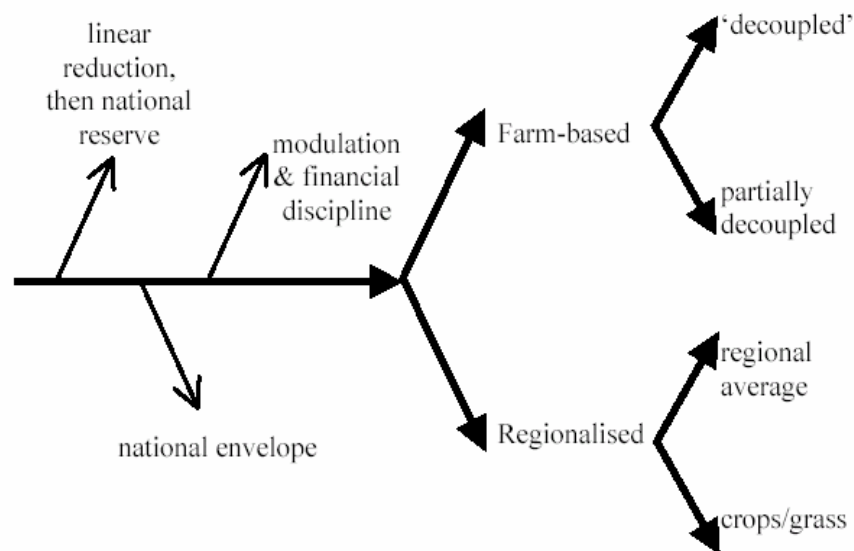 linear
reduction,
then national
reserve
modulation
& financial
discipline
national envelope
Farm-based
'decoupled'
partially
decoupled
Regionalised
regional
average
crops/grass